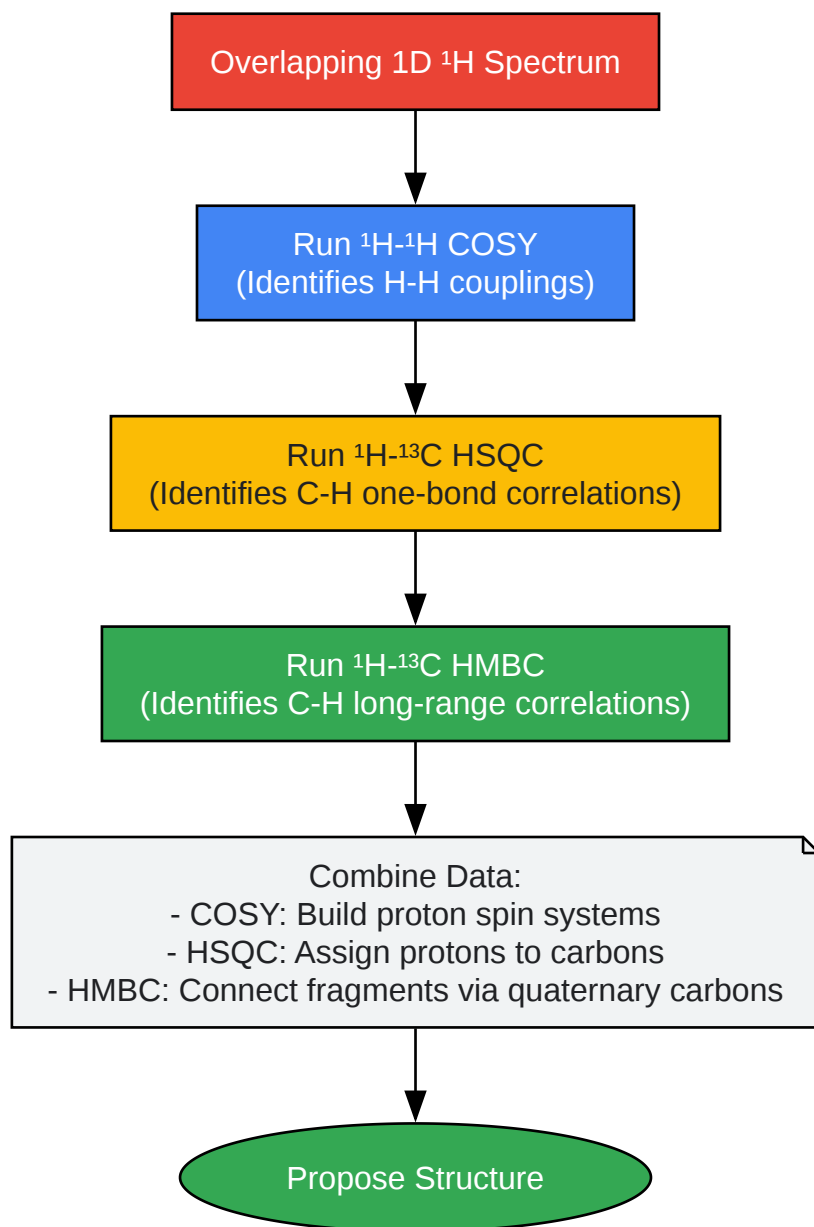 Overlapping 1D ¹H Spectrum
Run ¹H-¹H COSY
(Identifies H-H couplings)
Run ¹H-¹³C HSQC
(Identifies C-H one-bond correlations)
Run ¹H-¹³C HMBC
(Identifies C-H long-range correlations)
Combine Data:
- COSY: Build proton spin systems
- HSQC: Assign protons to carbons
- HMBC: Connect fragments via quaternary carbons
Propose Structure